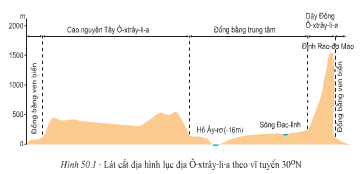 m
Dãy Đông
Ô-xtrây-li-a
Cao nguyên Tây Ô-xtrây-li-a
Đồng bằng trung tâm
Đỉnh Rao-đơ Mao
2000
1500
1000
500
0
Đồng bằng ven biển
Hồ Ây-rơ(-16m)
Sông Đac-linh
Đồng bằng ven biển
Hình 50.1 - Lát cắt địa hình lục địa Ô-xtrây-li-a theo vĩ tuyến 30ºN